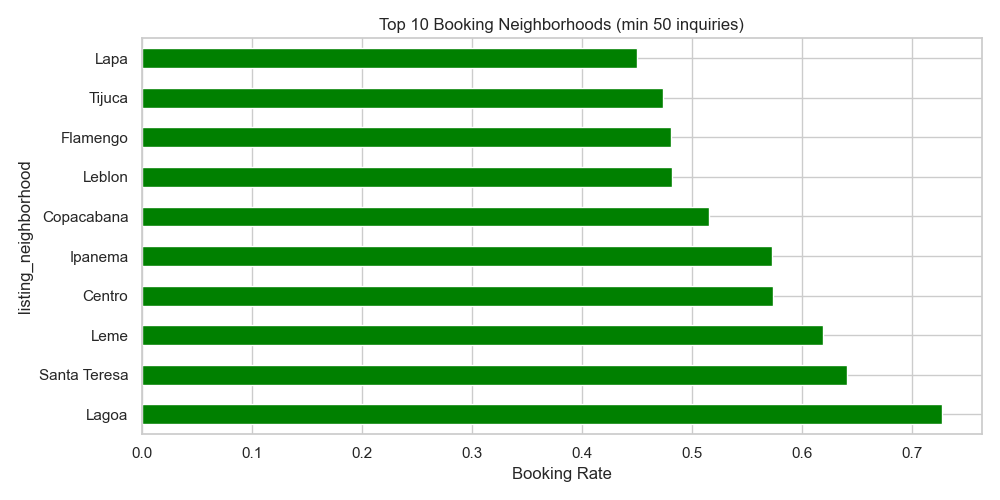 Top 10 Booking Neighborhoods (min 50 inquiries)
listing_neighborhood
Lapa
Tijuca
Flamengo
Leblon
Copacabana
Ipanema
Centro
Leme
Santa Teresa
Lagoa
0.0 0.1 0.2 0.3 0.4 0.5 0.6 0.7
Booking Rate